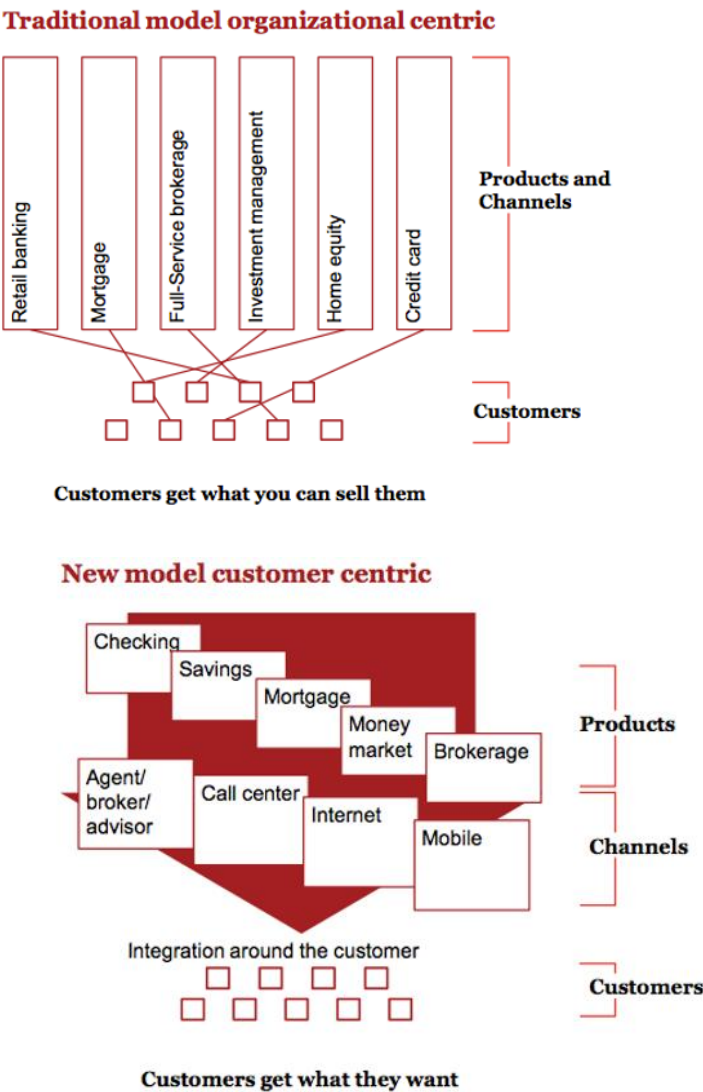 Traditional model organizational centric
Retail banking
Mortgage
Full-Service brokerage
Investment management
Home equity
Credit card
Products and
Channels
Customers
Customers get what you can sell them
New model customer centric
Checking
Savings
Mortgage
Money
market
Brokerage
Products
Agent/
broker/
advisor
Call center
Internet
Mobile
Channels
Integration around the customer
Customers
Customers get what they want